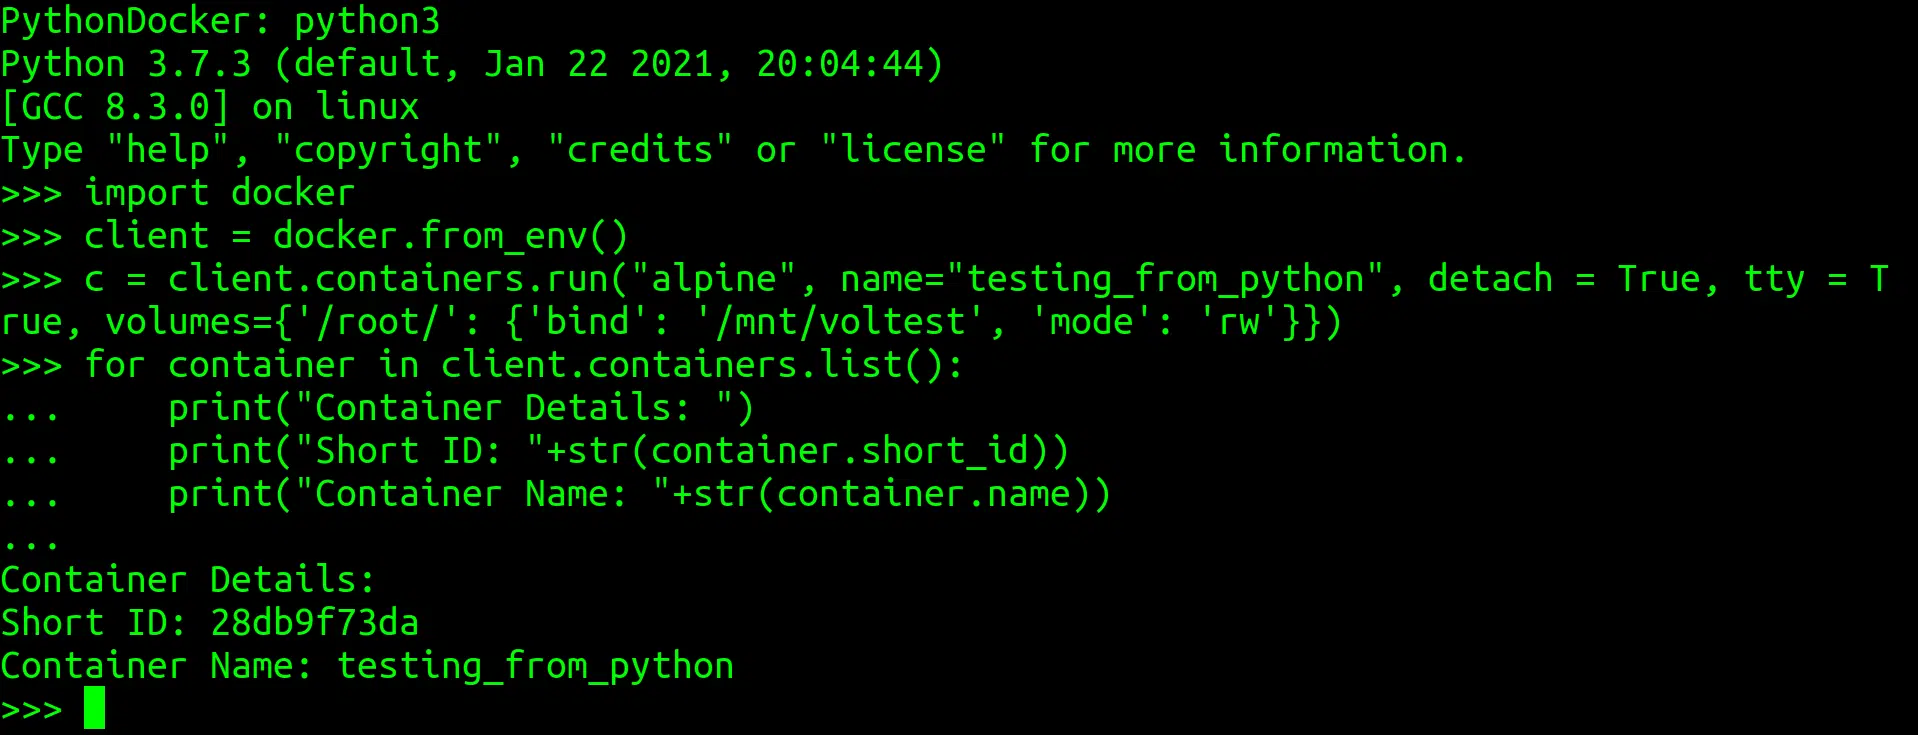 PythonDocker: python3
Python 3.7.3 (default, Jan 22 2021, 20:04:44)
[GCC 8.3.0] on linux
Type "help", "copyright", "credits" or "license" for more information.
>>> import docker
>>> client = docker.from_env()
>>> c = client.containers.run("alpine", name="testing_from_python", detach = True, tty = T
rue, volumes={'/root/': {'bind': '/mnt/voltest', 'mode': 'rw'}})
>>> for container in client.containers.list():
...     print("Container Details: ")
...     print("Short ID: "+str(container.short_id))
...     print("Container Name: "+str(container.name))
...
Container Details:
Short ID: 28db9f73da
Container Name: testing_from_python
>>>